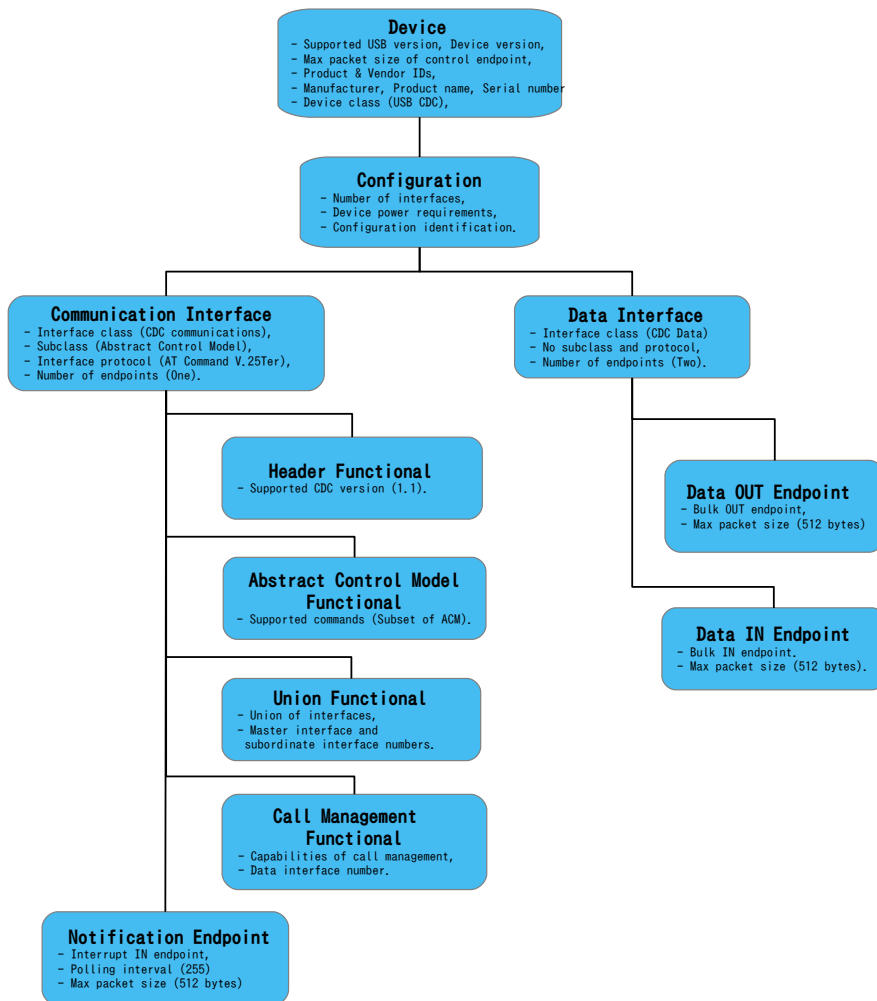 Device
- Supported USB version, Device version,
- Max packet size of control endpoint,
- Product & Vendor IDs,
- Manufacturer, Product name, Serial number
- Device class (USB CDC),
Configuration
- Number of interfaces,
- Device power requirements,
- Configuration identification.
Communication Interface
- Interface class (CDC communications),
- Subclass (Abstract Control Model),
- Interface protocol (AT Command V.25Ter),
- Number of endpoints (One).
Data Interface
- Interface class (CDC Data)
- No subclass and protocol,
- Number of endpoints (Two).
Header Functional
- Supported CDC version (1.1).
Data OUT Endpoint
- Bulk OUT endpoint,
- Max packet size (512 bytes)
Abstract Control Model
Functional
- Supported commands (Subset of ACM).
Data IN Endpoint
- Bulk IN endpoint.
- Max packet size (512 bytes).
Union Functional
- Union of interfaces,
- Master interface and
subordinate interface numbers.
Call Management
Functional
- Capabilities of call management,
- Data interface number.
Notification Endpoint
- Interrupt IN endpoint,
- Polling interval (255)
- Max packet size (512 bytes)